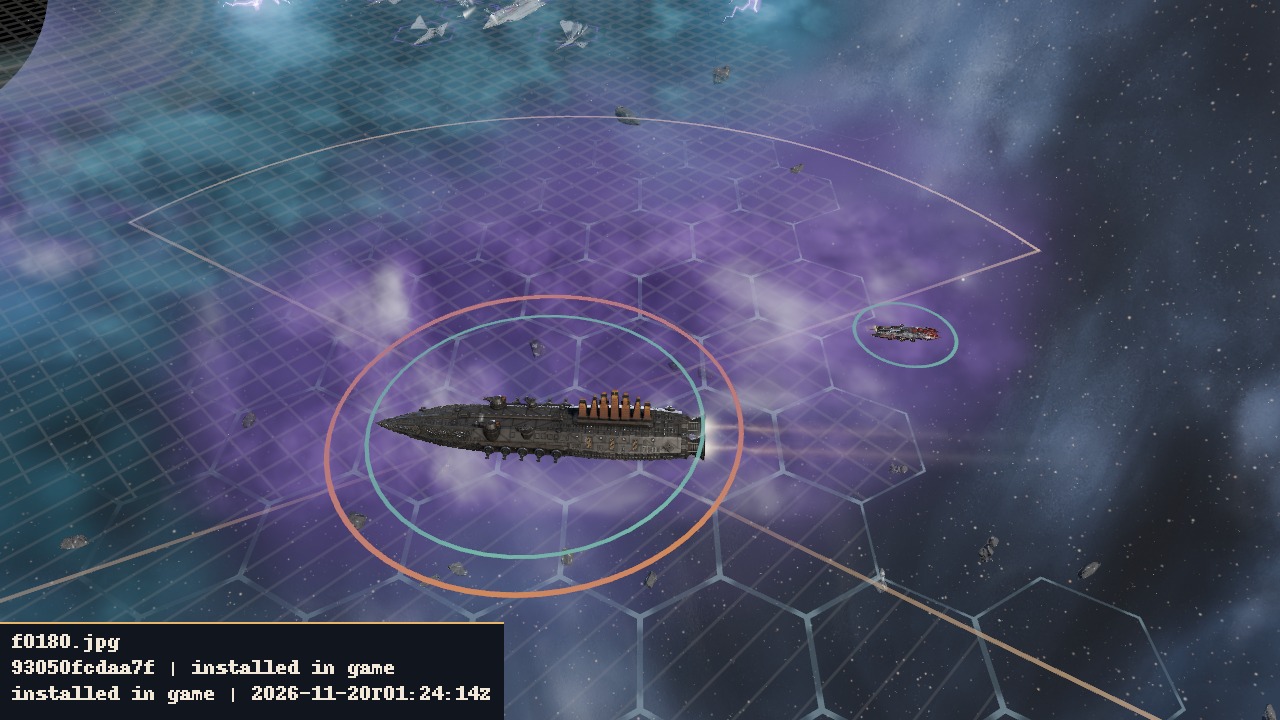 f0180.jpg
93050fcdaa7f | installed in game
installed in game | 2026-11-20T01:24:14Z